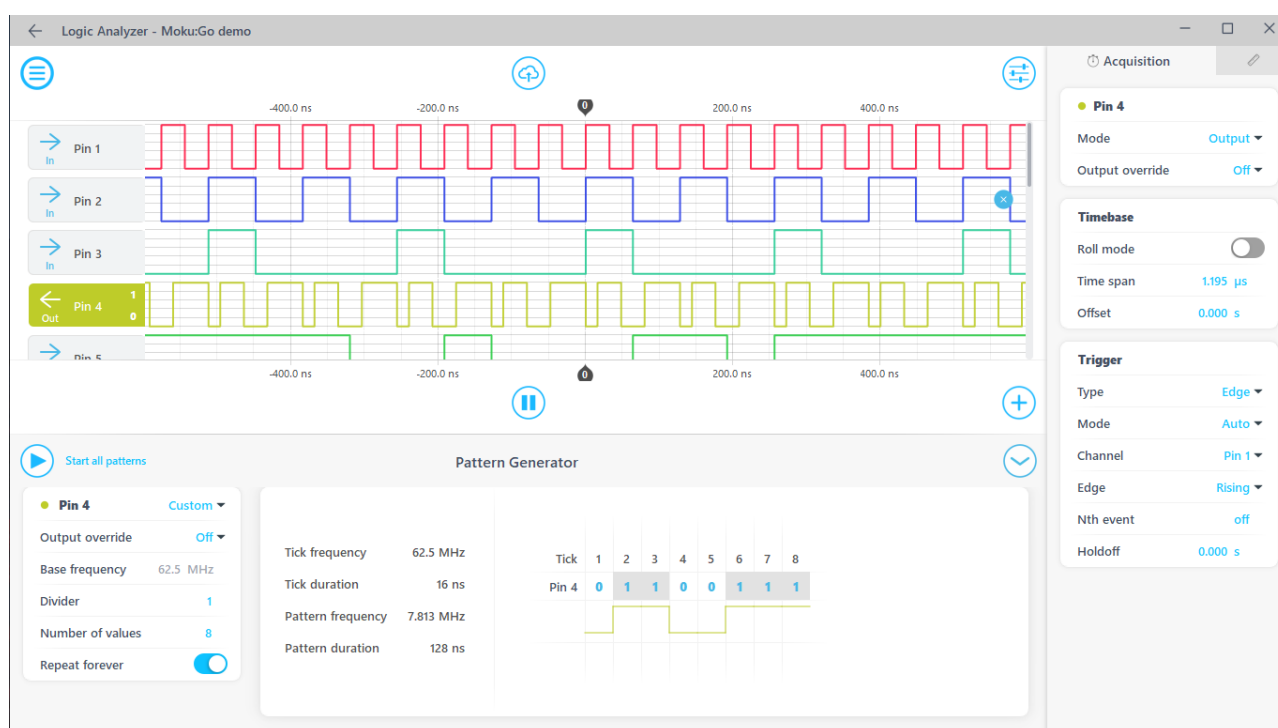 Logic Analyzer - Moku:Go demo
Acquisition
-400.0 ns -200.0 ns 0 200.0 ns 400.0 ns
Pin 1
In
Pin 2
In
Pin 3
In
Pin 4 1
Out 0
Pin 5
-400.0 ns -200.0 ns 0 200.0 ns 400.0 ns
Pin 4
Mode Output
Output override Off
Timebase
Roll mode
Time span 1.195 µs
Offset 0.000 s
Trigger
Type Edge
Mode Auto
Channel Pin 1
Edge Rising
Nth event off
Holdoff 0.000 s
Start all patterns
Pattern Generator
Pin 4 Custom
Output override Off
Base frequency 62.5 MHz
Divider 1
Number of values 8
Repeat forever
Tick frequency 62.5 MHz
Tick duration 16 ns
Pattern frequency 7.813 MHz
Pattern duration 128 ns
Tick 1 2 3 4 5 6 7 8
Pin 4 0 1 1 0 0 1 1 1